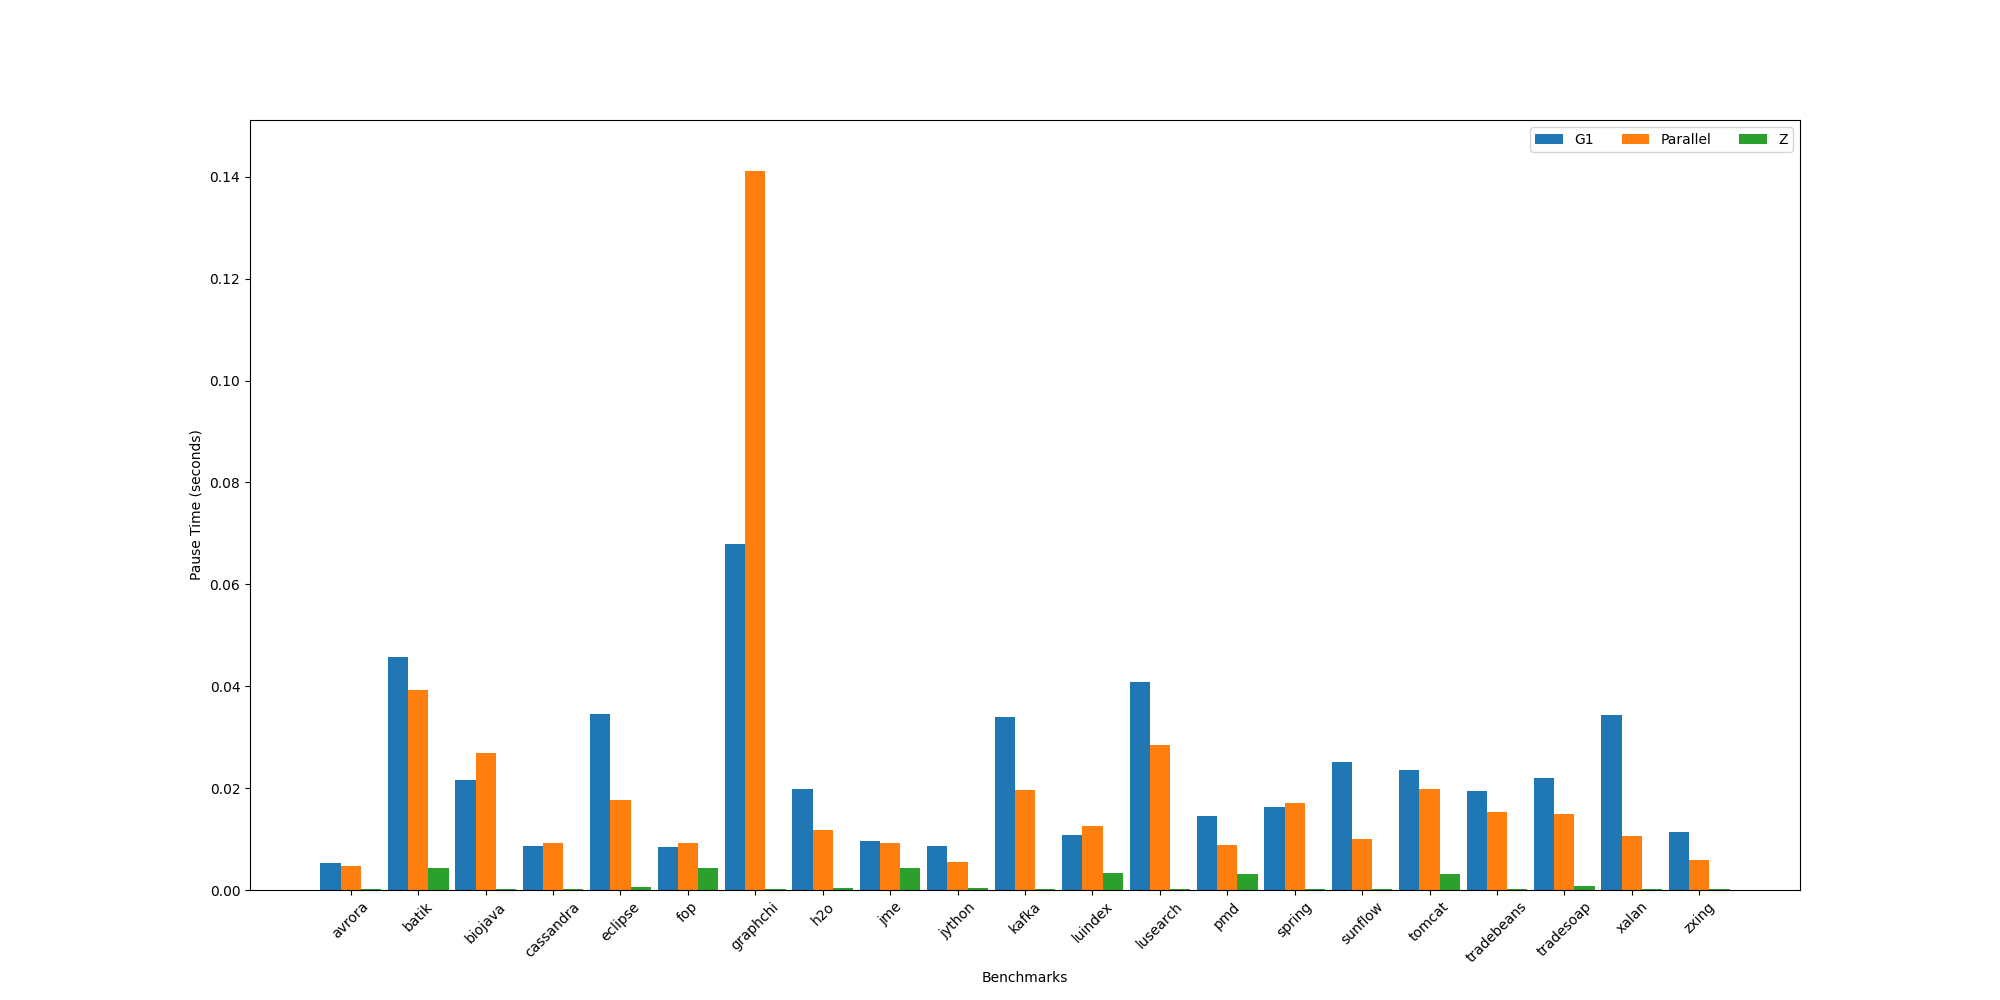 G1 Parallel Z
0.14
0.12
0.10
0.08
0.06
0.04
0.02
0.00
Pause Time (seconds)
avrora batik biojava cassandra eclipse fop graphchi h2o jme jython kafka luindex lusearch pmd spring sunflow tomcat tradebeans tradesoap xalan zxing
Benchmarks